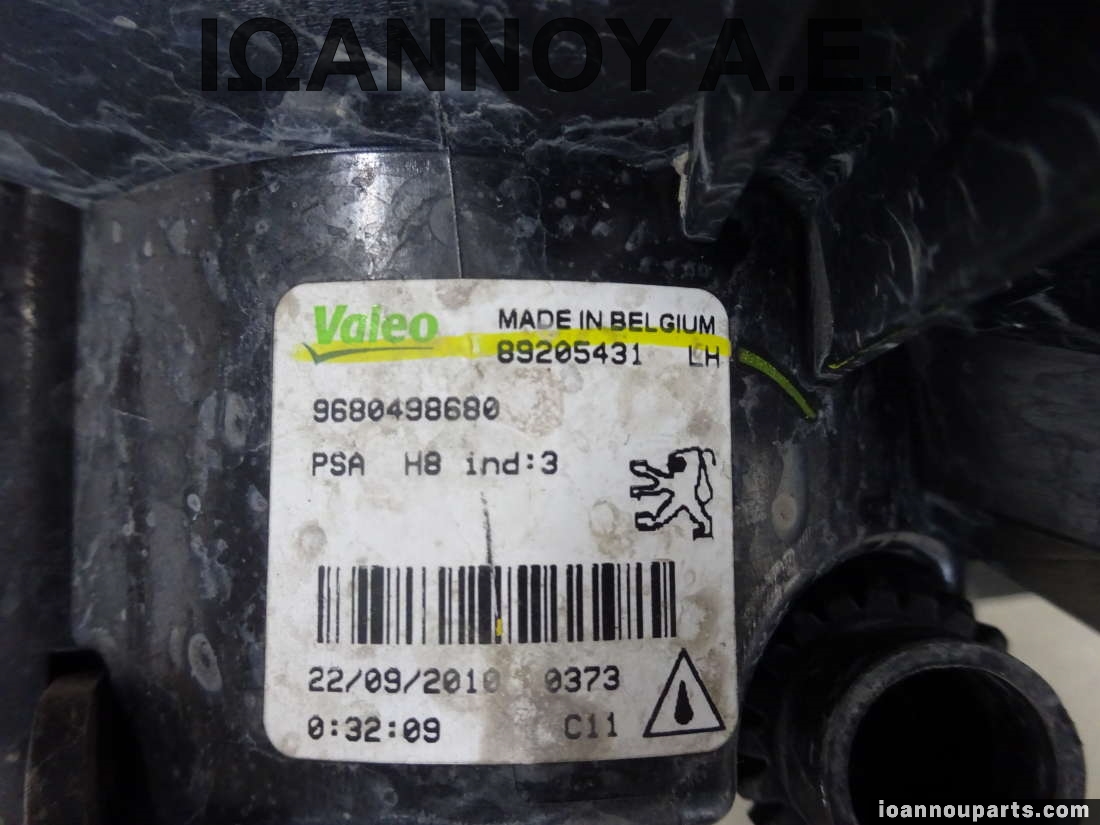 ΙΩΑΝΝΟΥ Α.Ε.
Valeo MADE IN BELGIUM
89205431 LH
9680498680
PSA H8 ind:3
22/09/2010 0373
0:32:09 C11
ioannouparts.com